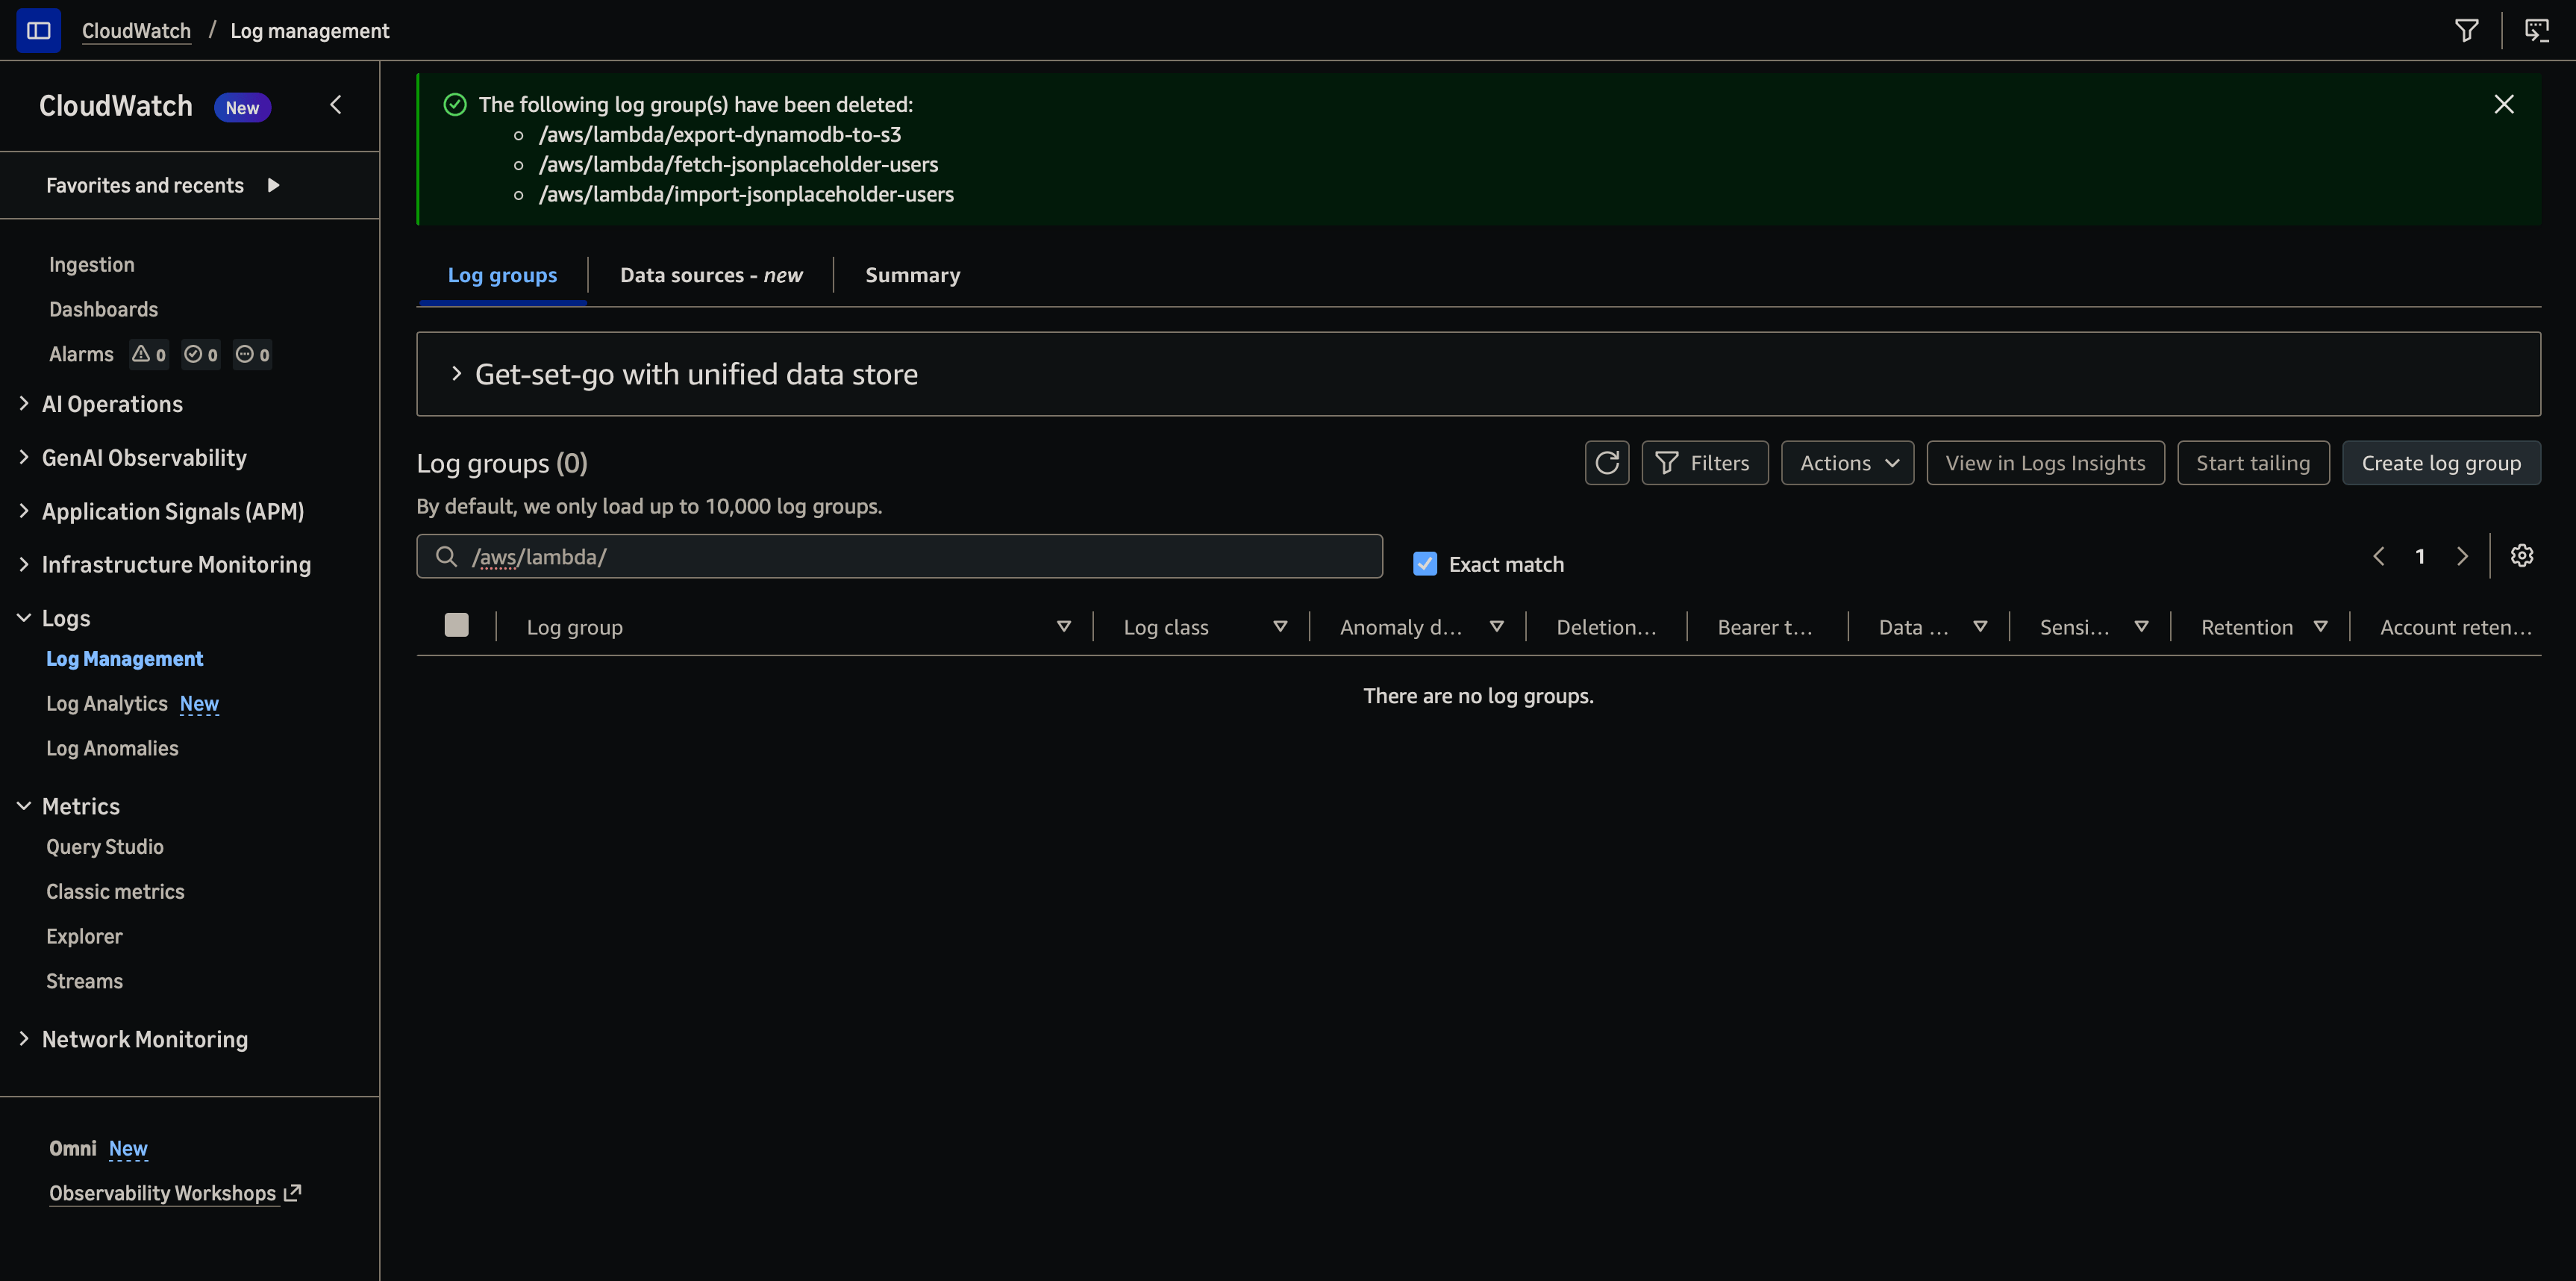 CloudWatch / Log management
CloudWatch New
Favorites and recents
Ingestion
Dashboards
Alarms 0 0 0
AI Operations
GenAI Observability
Application Signals (APM)
Infrastructure Monitoring
Logs
Log Management
Log Analytics New
Log Anomalies
Metrics
Query Studio
Classic metrics
Explorer
Streams
Network Monitoring
Omni New
Observability Workshops
The following log group(s) have been deleted:
/aws/lambda/export-dynamodb-to-s3
/aws/lambda/fetch-jsonplaceholder-users
/aws/lambda/import-jsonplaceholder-users
Log groups Data sources - new Summary
Get-set-go with unified data store
Log groups (0) Filters Actions View in Logs Insights Start tailing Create log group
By default, we only load up to 10,000 log groups.
/aws/lambda/ Exact match 1
Log group Log class Anomaly d... Deletion... Bearer t... Data ... Sensi... Retention Account reten...
There are no log groups.